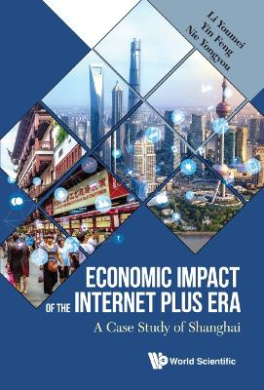 Li Youmei
Yin Feng
Nie Yongyou
ECONOMIC IMPACT
OF THE INTERNET PLUS ERA
A Case Study of Shanghai
World Scientific